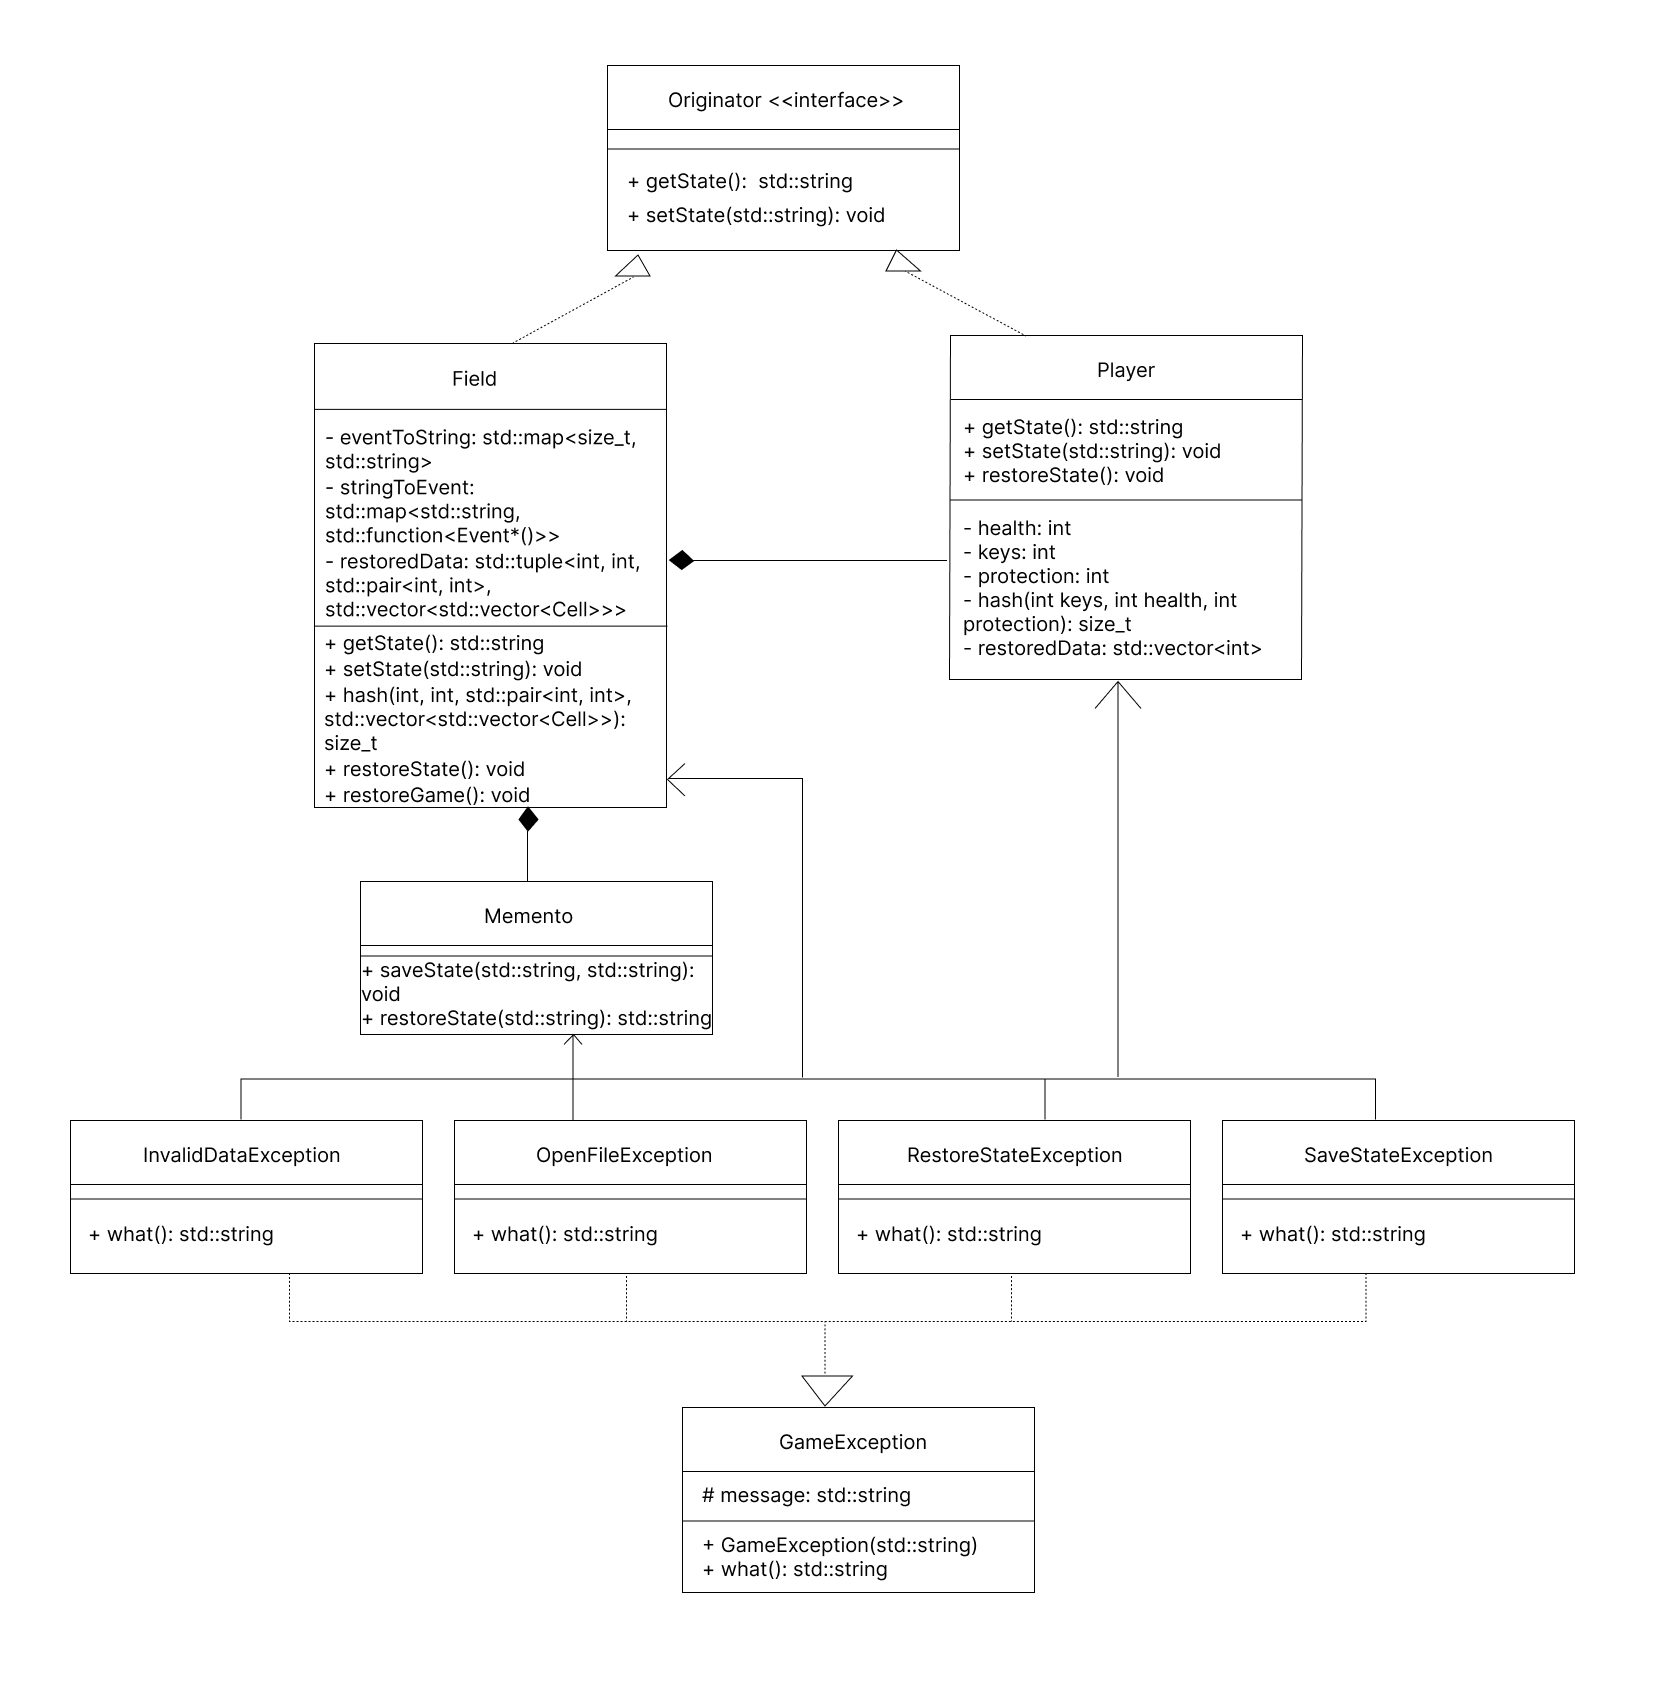 Originator <<interface>>
+ getState():  std::string
+ setState(std::string): void
Field
- eventToString: std::map<size_t,
std::string>
- stringToEvent:
std::map<std::string,
std::function<Event*()>>
- restoredData: std::tuple<int, int,
std::pair<int, int>,
std::vector<std::vector<Cell>>>
+ getState(): std::string
+ setState(std::string): void
+ hash(int, int, std::pair<int, int>,
std::vector<std::vector<Cell>>):
size_t
+ restoreState(): void
+ restoreGame(): void
Player
+ getState(): std::string
+ setState(std::string): void
+ restoreState(): void
- health: int
- keys: int
- protection: int
- hash(int keys, int health, int
protection): size_t
- restoredData: std::vector<int>
Memento
+ saveState(std::string, std::string):
void
+ restoreState(std::string): std::string
InvalidDataException
+ what(): std::string
OpenFileException
+ what(): std::string
RestoreStateException
+ what(): std::string
SaveStateException
+ what(): std::string
GameException
# message: std::string
+ GameException(std::string)
+ what(): std::string